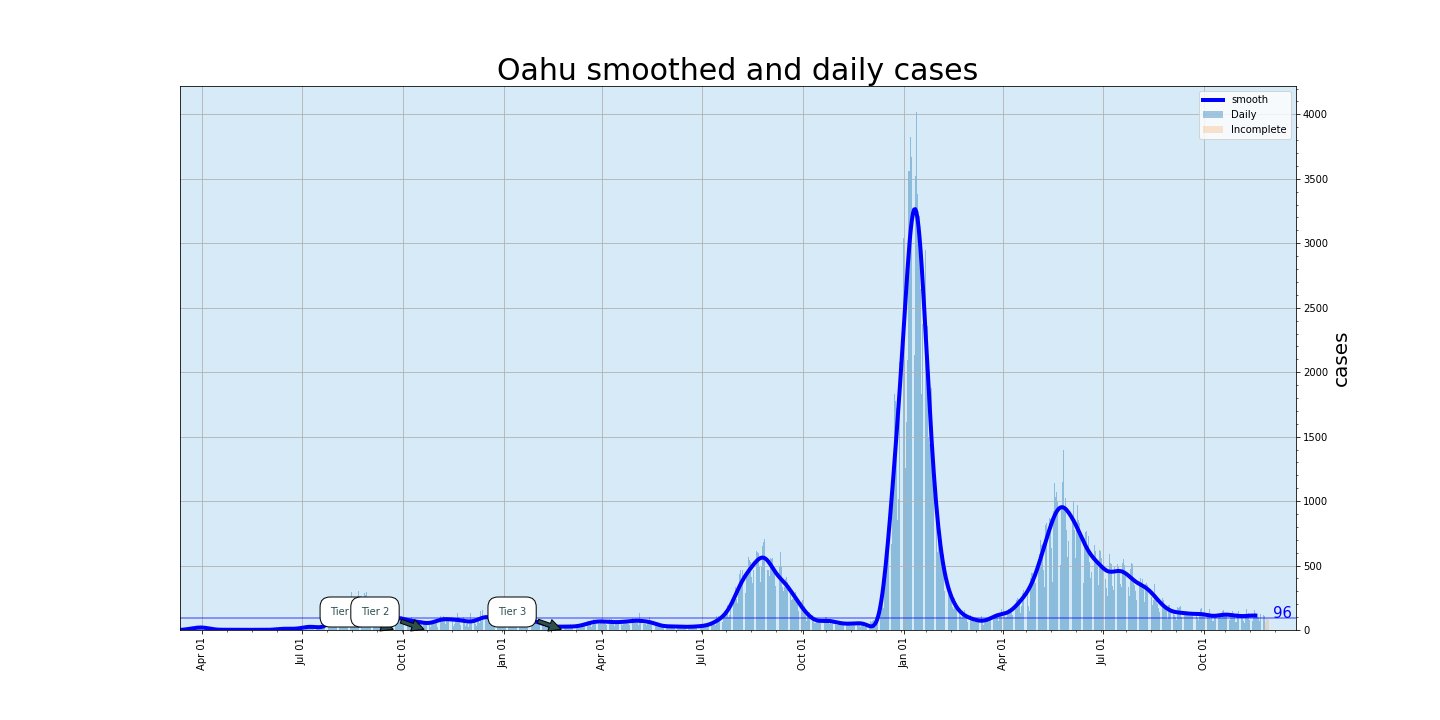 Oahu smoothed and daily cases
smooth
Daily
Incomplete
4000
3500
3000
2500
2000
1500
1000
500
0
cases
96
Tier
Tier 2
Tier 3
Apr 01
Jul 01
Oct 01
Jan 01
Apr 01
Jul 01
Oct 01
Jan 01
Apr 01
Jul 01
Oct 01